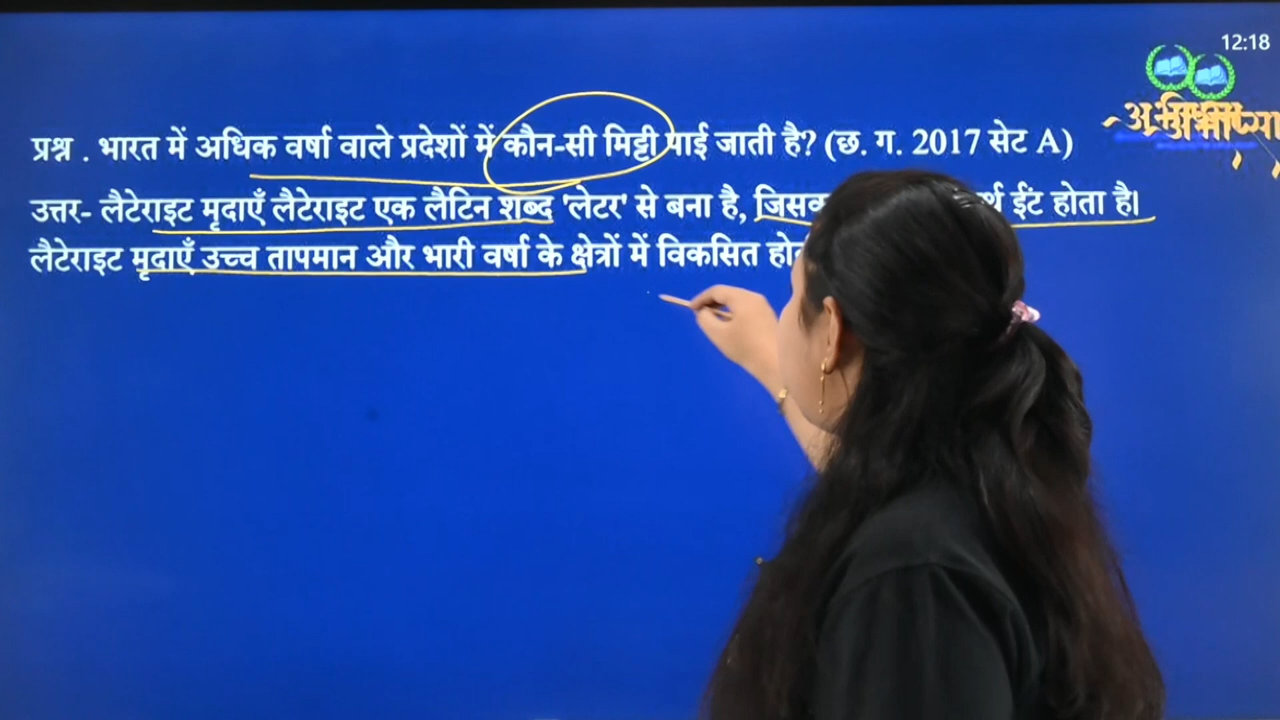 12:18
प्रश्न . भारत में अधिक वर्षा वाले प्रदेशों में कौन-सी मिट्टी पाई जाती है? (छ. ग. 2017 सेट A)
उत्तर- लैटेराइट मृदाएँ लैटेराइट एक लैटिन शब्द 'लेटर' से बना है, ईंट होता है।
लैटेराइट मृदाएँ उच्च तापमान और भारी वर्षा के क्षेत्रों में विकसित